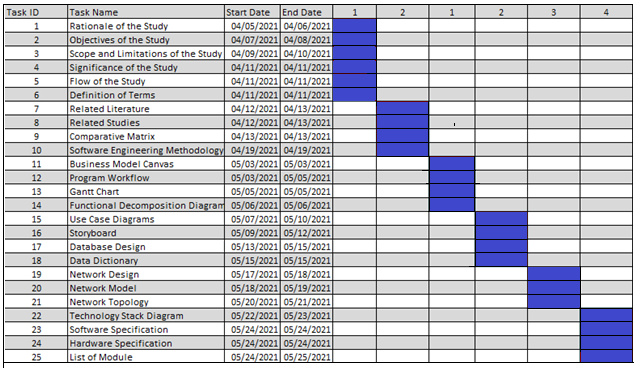 Task ID Task Name Start Date End Date 1 2 1 2 3 4
1 Rationale of the Study 04/05/2021 04/06/2021
2 Objectives of the Study 04/07/2021 04/08/2021
3 Scope and Limitations of the Study 04/09/2021 04/10/2021
4 Significance of the Study 04/11/2021 04/11/2021
5 Flow of the Study 04/11/2021 04/11/2021
6 Definition of Terms 04/11/2021 04/11/2021
7 Related Literature 04/12/2021 04/13/2021
8 Related Studies 04/12/2021 04/13/2021
9 Comparative Matrix 04/13/2021 04/13/2021
10 Software Engineering Methodology 04/19/2021 04/19/2021
11 Business Model Canvas 05/03/2021 05/03/2021
12 Program Workflow 05/03/2021 05/05/2021
13 Gantt Chart 05/05/2021 05/05/2021
14 Functional Decomposition Diagram 05/06/2021 05/06/2021
15 Use Case Diagrams 05/07/2021 05/10/2021
16 Storyboard 05/09/2021 05/12/2021
17 Database Design 05/13/2021 05/15/2021
18 Data Dictionary 05/15/2021 05/15/2021
19 Network Design 05/17/2021 05/18/2021
20 Network Model 05/18/2021 05/19/2021
21 Network Topology 05/20/2021 05/21/2021
22 Technology Stack Diagram 05/22/2021 05/23/2021
23 Software Specification 05/24/2021 05/24/2021
24 Hardware Specification 05/24/2021 05/24/2021
25 List of Module 05/24/2021 05/25/2021